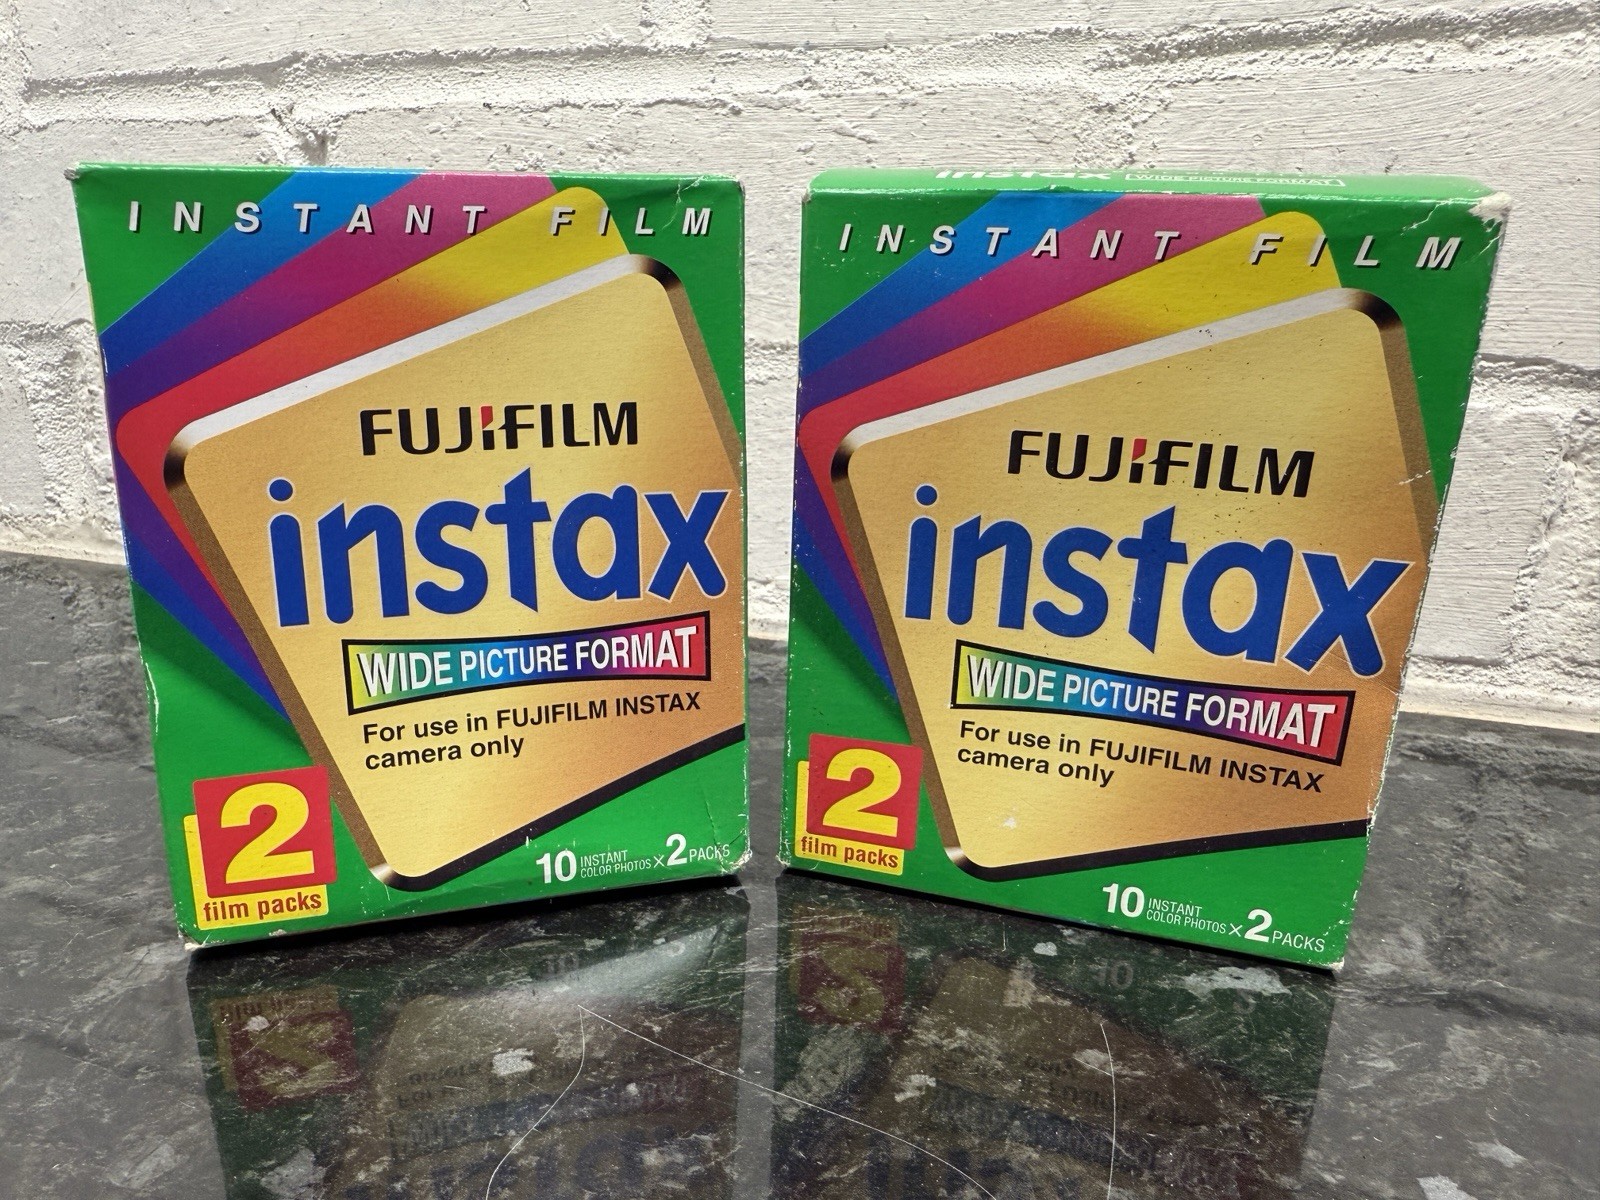 INSTANT FILM
FUJIFILM
instax
WIDE PICTURE FORMAT
For use in FUJIFILM INSTAX
camera only
2
film packs
10 INSTANT COLOR PHOTOS × 2 PACKS
instax WIDE PICTURE FORMAT
INSTANT FILM
FUJIFILM
instax
WIDE PICTURE FORMAT
For use in FUJIFILM INSTAX
camera only
2
film packs
10 INSTANT COLOR PHOTOS × 2 PACKS